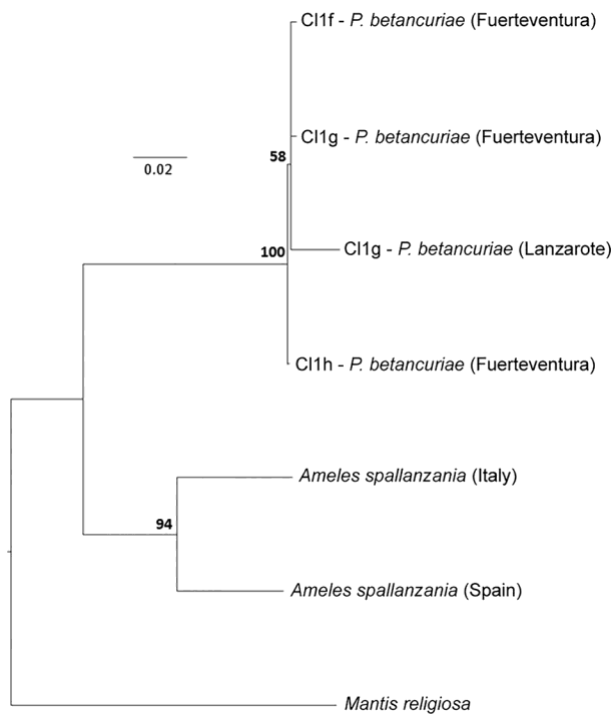 Cl1f - P. betancuriae (Fuerteventura)
Cl1g - P. betancuriae (Fuerteventura)
58
0.02
Cl1g - P. betancuriae (Lanzarote)
100
Cl1h - P. betancuriae (Fuerteventura)
Ameles spallanzania (Italy)
94
Ameles spallanzania (Spain)
Mantis religiosa